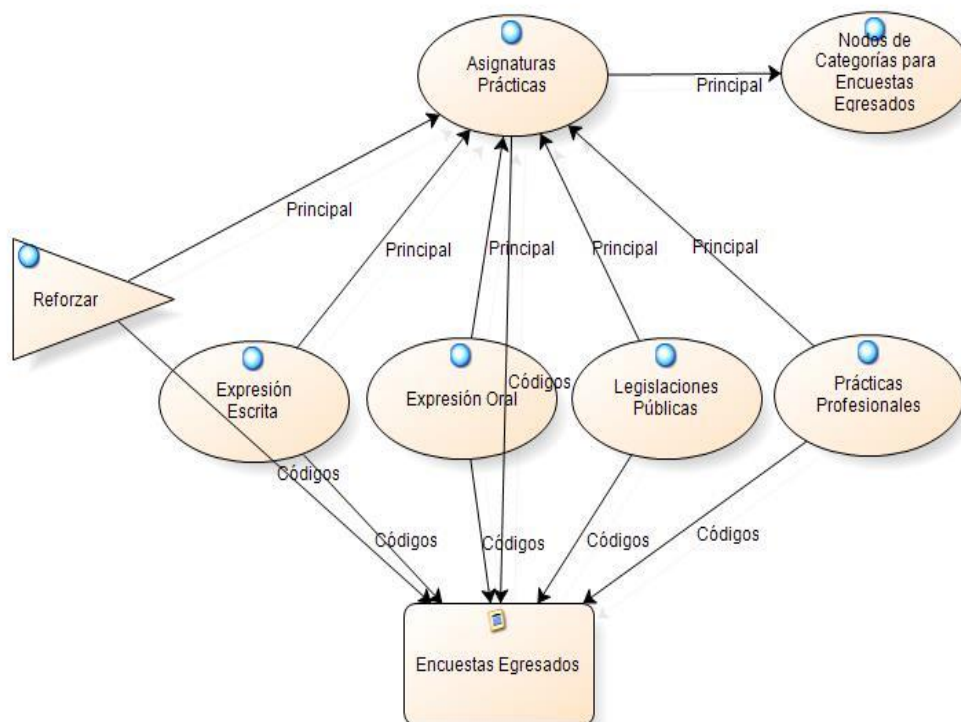 Asignaturas
Prácticas
Nodos de
Categorías para
Encuestas
Egresados
Principal
Principal
Principal
Principal
Principal
Principal
Reforzar
Expresión
Escrita
Expresión Oral
Códigos
Legislaciones
Públicas
Prácticas
Profesionales
Códigos
Códigos
Códigos
Códigos
Códigos
Encuestas Egresados